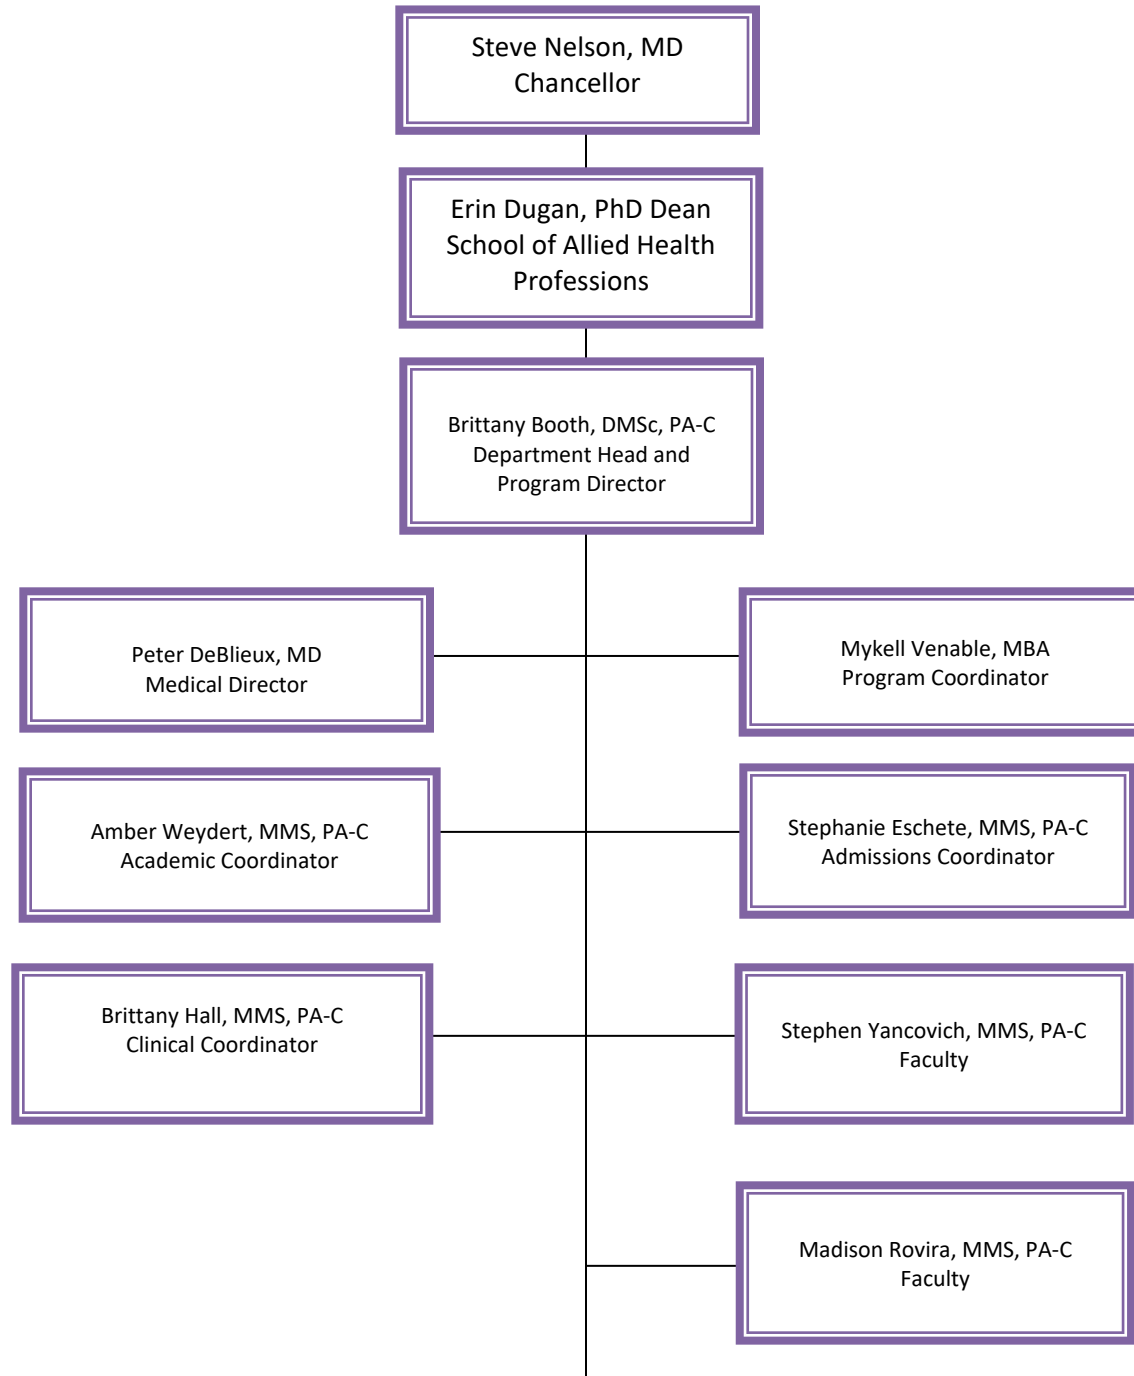 Steve Nelson, MD
Chancellor
Erin Dugan, PhD Dean
School of Allied Health
Professions
Brittany Booth, DMSc, PA-C
Department Head and
Program Director
Peter DeBlieux, MD
Medical Director
Mykell Venable, MBA
Program Coordinator
Amber Weydert, MMS, PA-C
Academic Coordinator
Stephanie Eschete, MMS, PA-C
Admissions Coordinator
Brittany Hall, MMS, PA-C
Clinical Coordinator
Stephen Yancovich, MMS, PA-C
Faculty
Madison Rovira, MMS, PA-C
Faculty